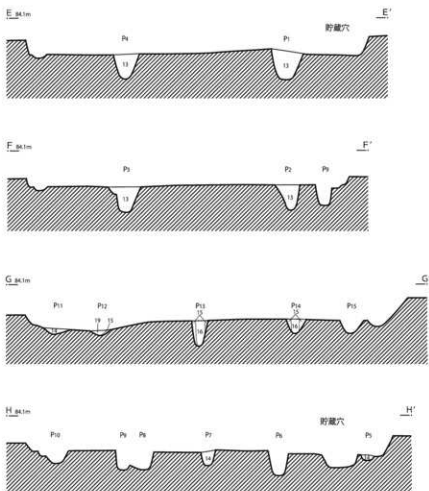 E 84.1m E'
貯蔵穴
P4 P1
13 13
F 84.1m F'
P3 P2 P9
13 13
G 84.1m G
P11 P12 P13 P14 P15
19 15 15 15
16 16
H 84.1m H'
貯蔵穴
P10 P9 P8 P7 P6 P5
14